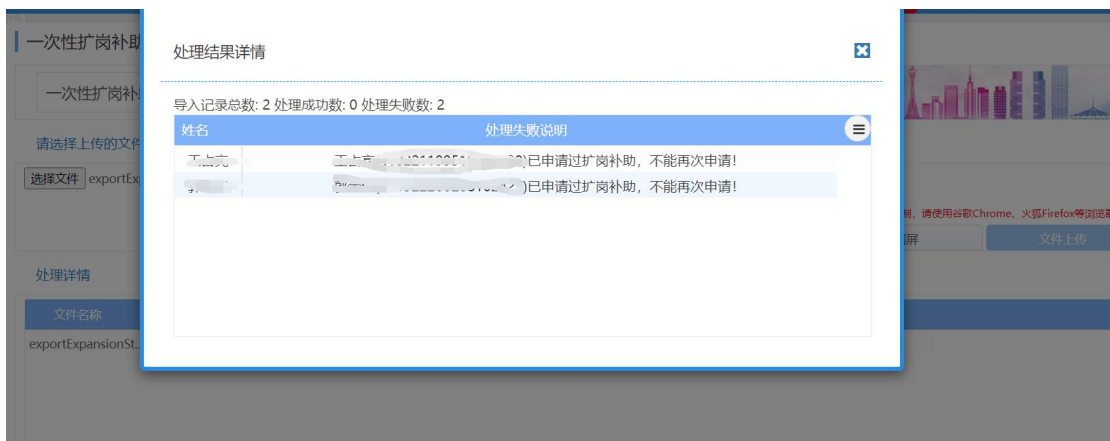 一次性扩岗补助
处理结果详情
一次性扩岗补
导入记录总数: 2 处理成功数: 0 处理失败数: 2
姓名 处理失败说明
请选择上传的文件
选择文件 exportEx
)已申请过扩岗补助，不能再次申请！
)已申请过扩岗补助，不能再次申请！
请使用谷歌Chrome、火狐Firefox等浏览器
屏 文件上传
处理详情
文件名称
exportExpansionSt...